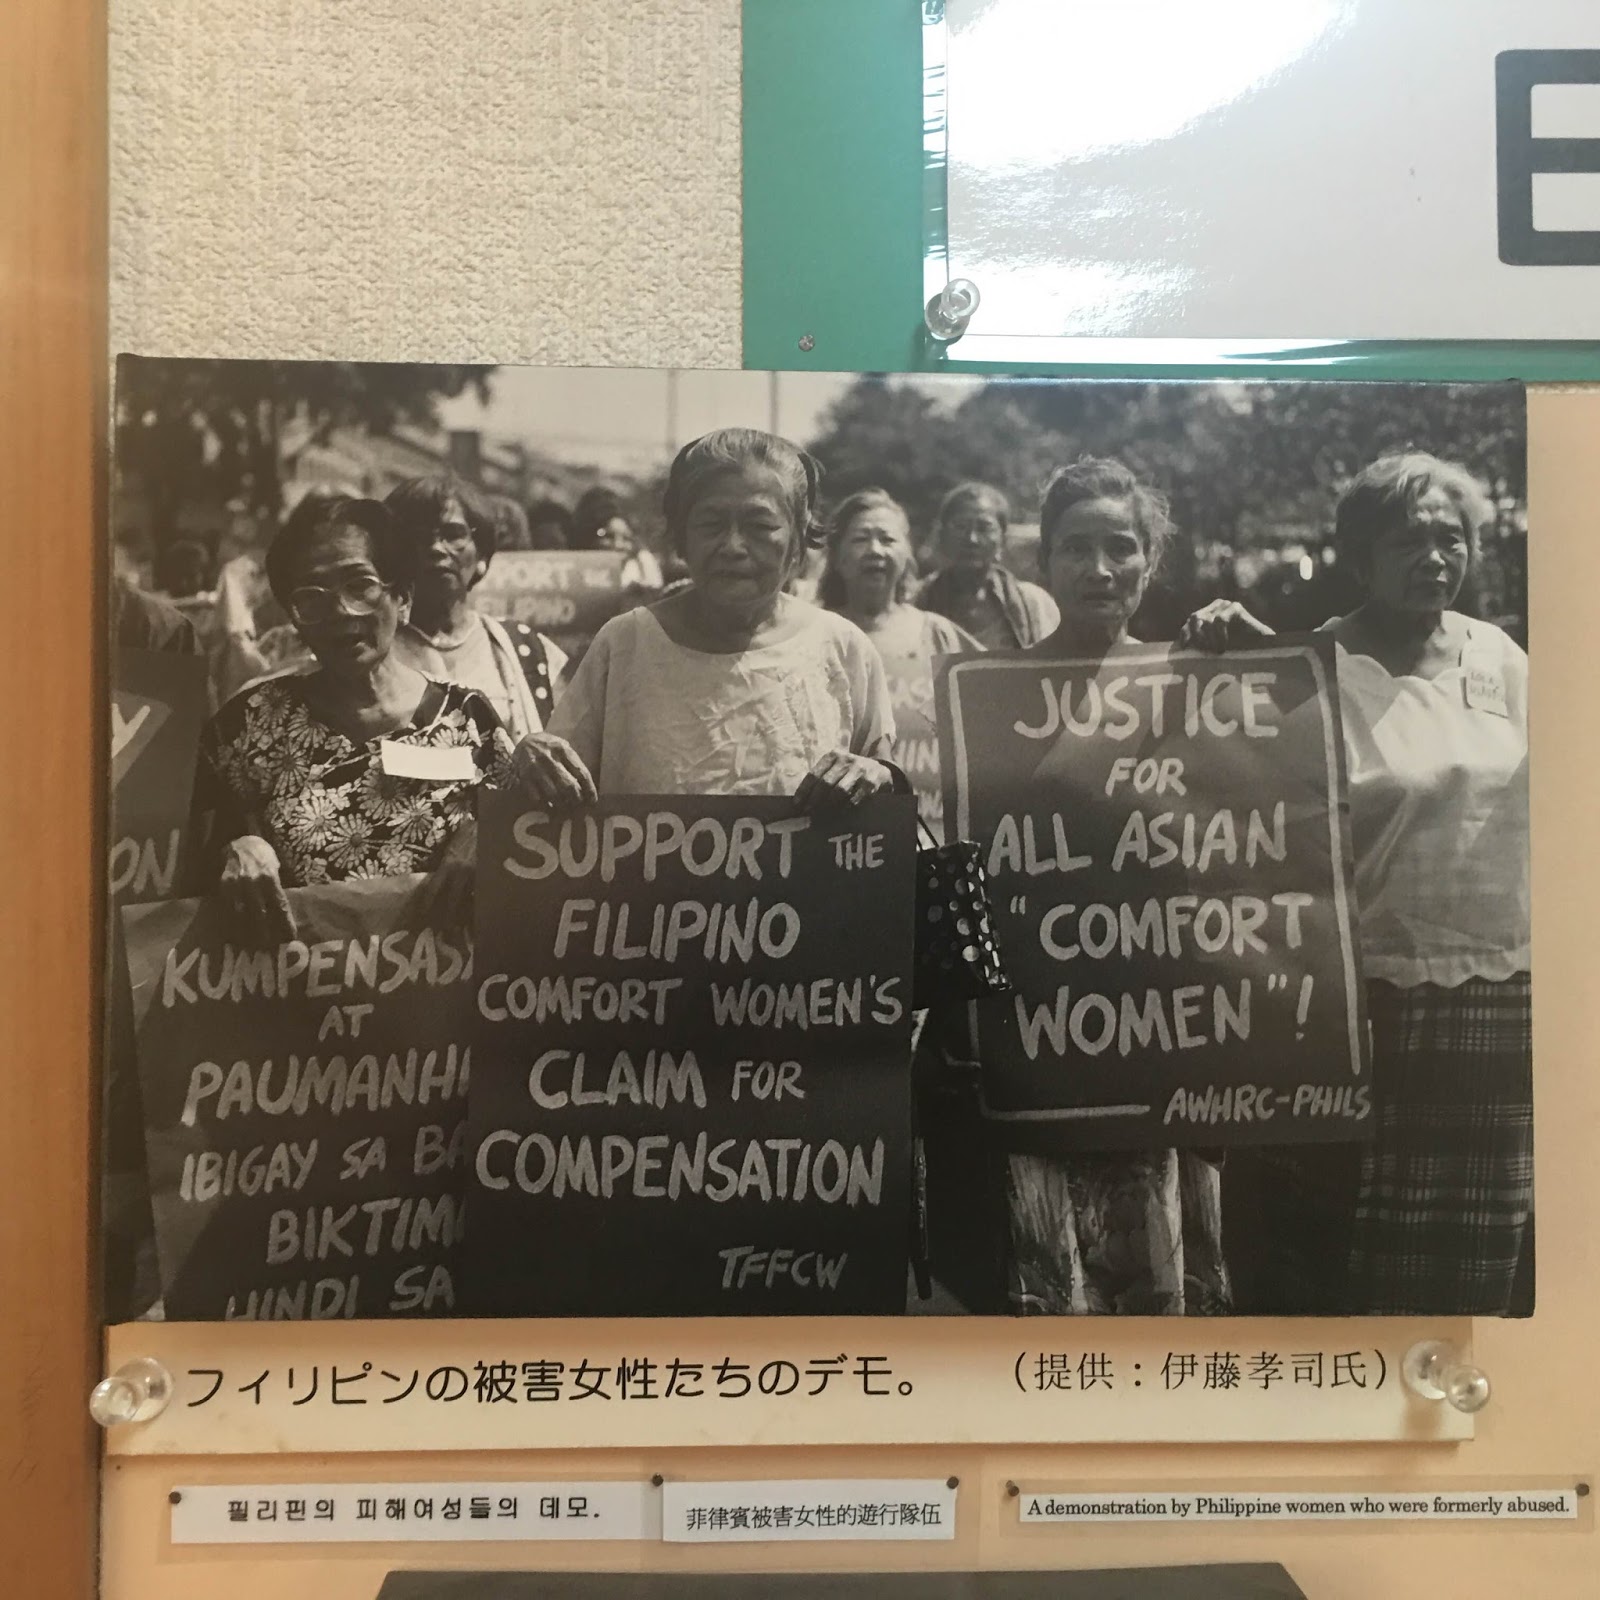 SUPPORT THE
FILIPINO
COMFORT WOMEN'S
CLAIM FOR
COMPENSATION
TFFCW
JUSTICE
FOR
ALL ASIAN
"COMFORT
WOMEN"!
AWHRC-PHILS
KUMPENSAS
AT
PAUMANHI
IBIGAY SA BA
BIKTIM
HINDI SA
ON
FILIPINO
フィリピンの被害女性たちのデモ。 (提供：伊藤孝司氏)
필리핀의 피해여성들의 데모.
菲律賓被害女性的遊行隊伍
A demonstration by Philippine women who were formerly abused.